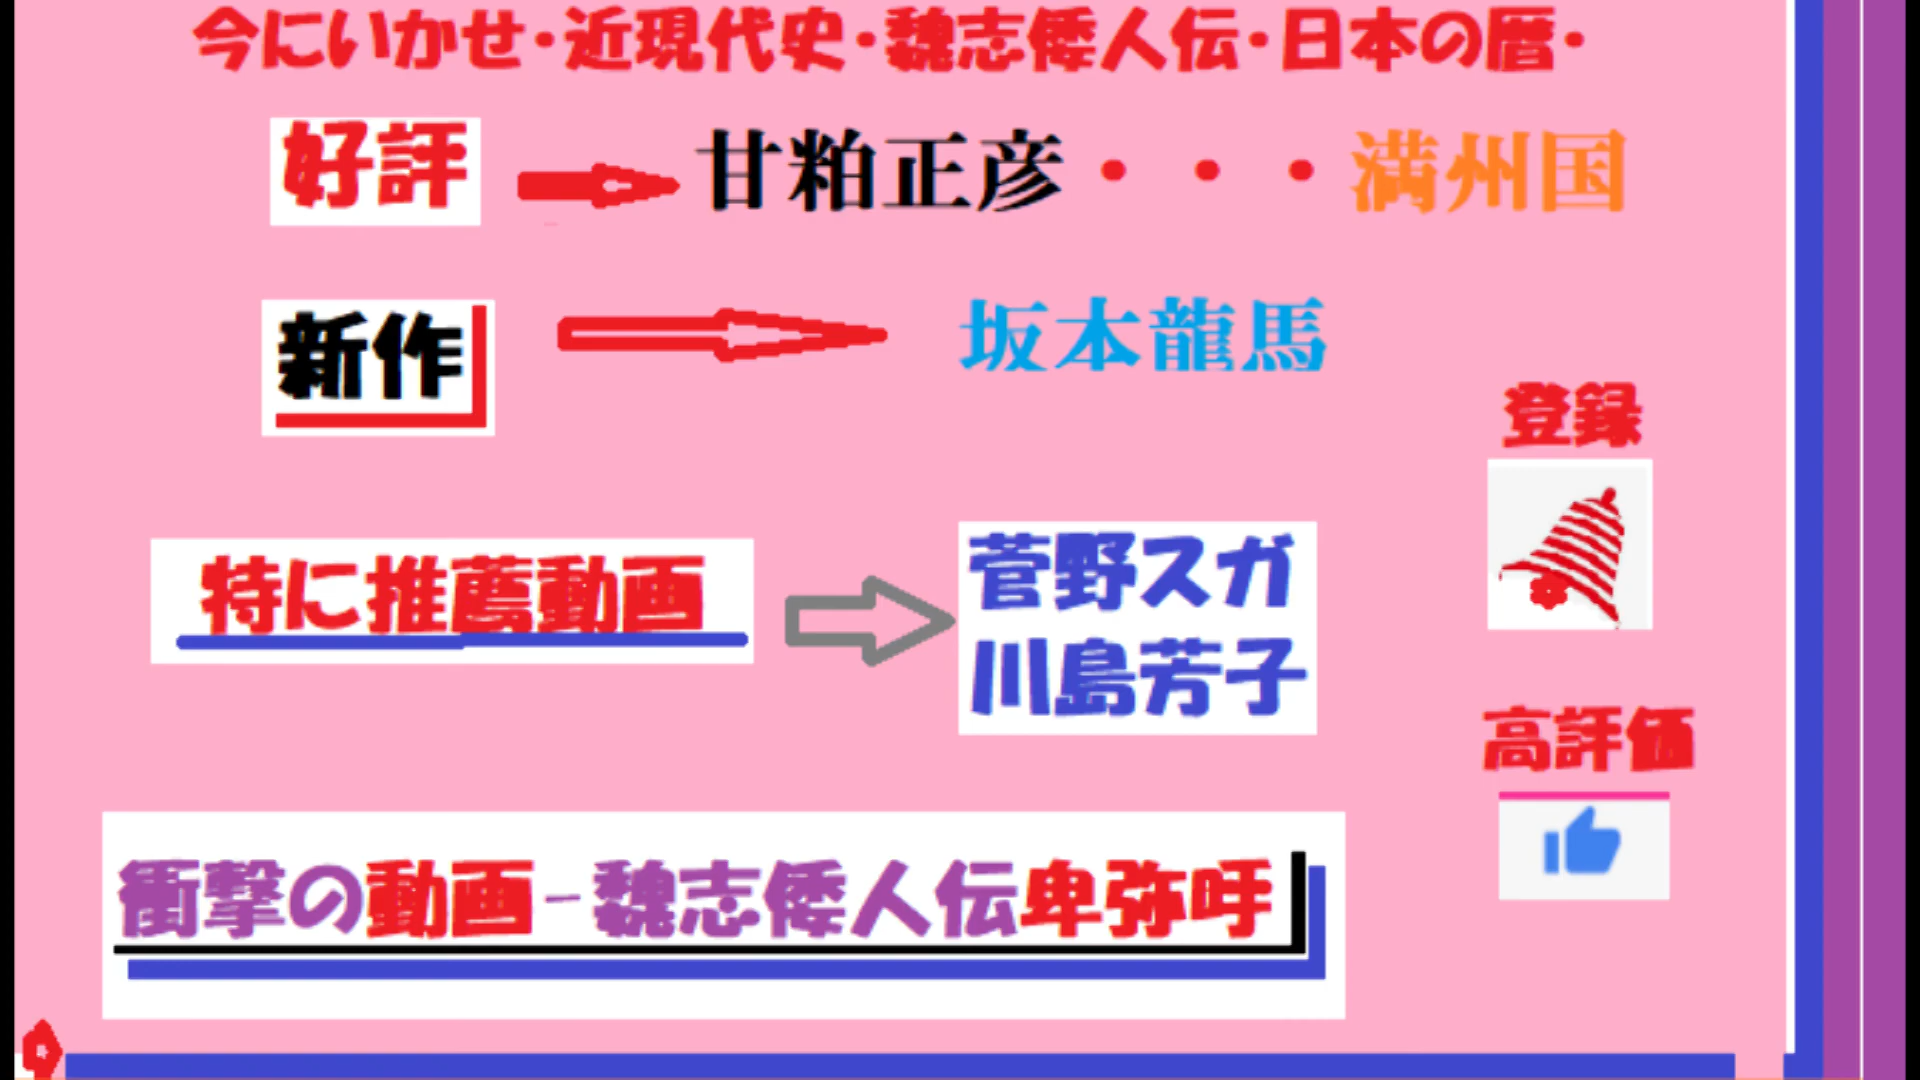 今にいかせ・近現代史・魏志倭人伝・日本の暦・
好評 甘粕正彦・・・満州国
新作 坂本龍馬
登録
特に推薦動画 菅野スガ
川島芳子
高評価
衝撃の動画-魏志倭人伝卑弥呼